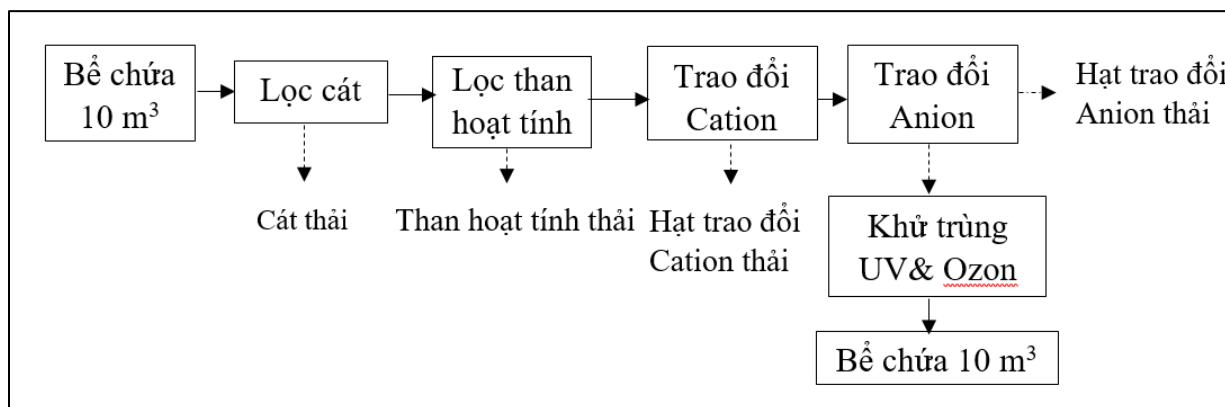 Bể chứa
10 m³
Lọc cát
Lọc than
hoạt tính
Trao đổi
Cation
Trao đổi
Anion
Hạt trao đổi
Anion thải
Cát thải
Than hoạt tính thải
Hạt trao đổi
Cation thải
Khử trùng
UV& Ozon
Bể chứa 10 m³